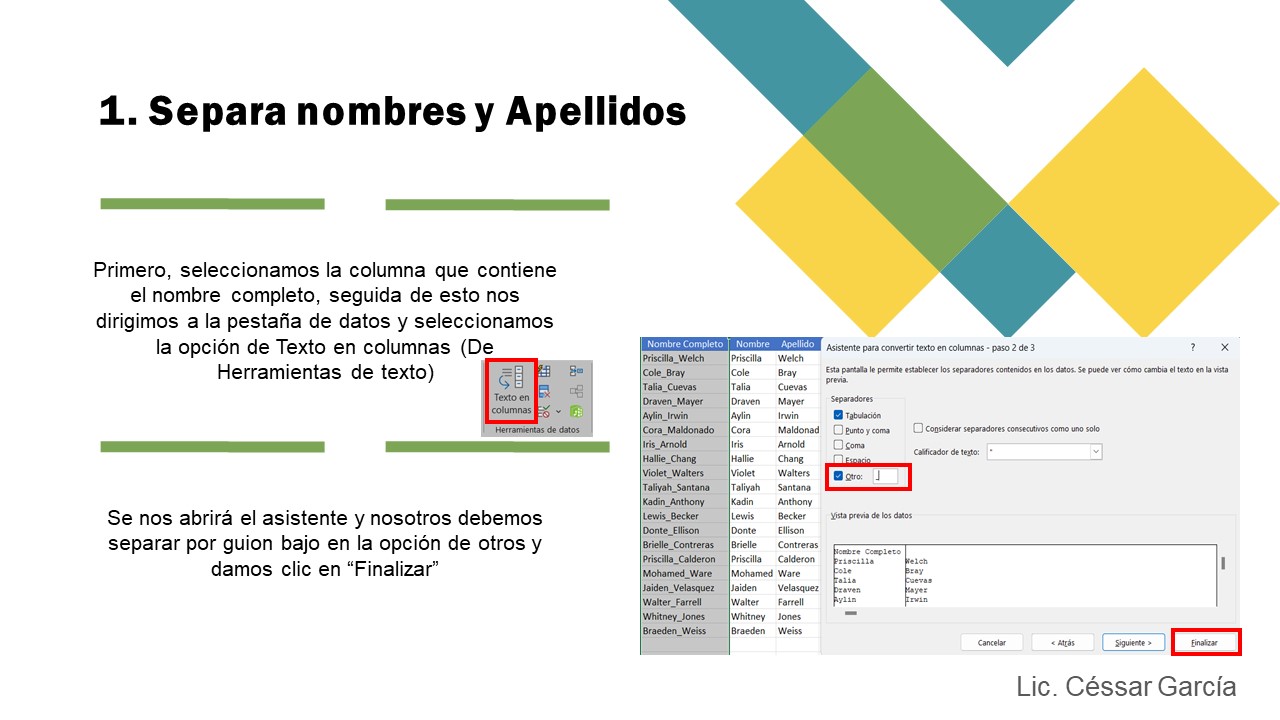 1. Separa nombres y Apellidos
Primero, seleccionamos la columna que contiene
el nombre completo, seguida de esto nos
dirigimos a la pestaña de datos y seleccionamos
la opción de Texto en columnas (De
Herramientas de texto)
Texto en
columnas
Herramientas de datos
Se nos abrirá el asistente y nosotros debemos
separar por guion bajo en la opción de otros y
damos clic en “Finalizar”
Nombre Completo Nombre Apellido
Priscilla_Welch Priscilla Welch
Cole_Bray Cole Bray
Talia_Cuevas Talia Cuevas
Draven_Mayer Draven Mayer
Aylin_Irwin Aylin Irwin
Cora_Maldonado Cora Maldonad
Iris_Arnold Iris Arnold
Hallie_Chang Hallie Chang
Violet_Walters Violet Walters
Taliyah_Santana Taliyah Santana
Kadin_Anthony Kadin Anthony
Lewis_Becker Lewis Becker
Donte_Ellison Donte Ellison
Brielle_Contreras Brielle Contreras
Priscilla_Calderon Priscilla Calderon
Mohamed_Ware Mohamed Ware
Jaiden_Velasquez Jaiden Velasquez
Walter_Farrell Walter Farrell
Whitney_Jones Whitney Jones
Braeden_Weiss Braeden Weiss
Asistente para convertir texto en columnas - paso 2 de 3 ? X
Esta pantalla le permite establecer los separadores contenidos en los datos. Se puede ver cómo cambia el texto en la vista
previa.
Separadores
Tabulación
Punto y coma
Coma
Espacio
Otro: _
Considerar separadores consecutivos como uno solo
Calificador de texto: "
Vista previa de los datos
Nombre Completo
Priscilla Welch
Cole Bray
Talia Cuevas
Draven Mayer
Aylin Irwin
Cancelar < Atrás Siguiente > Finalizar
Lic. Céssar García